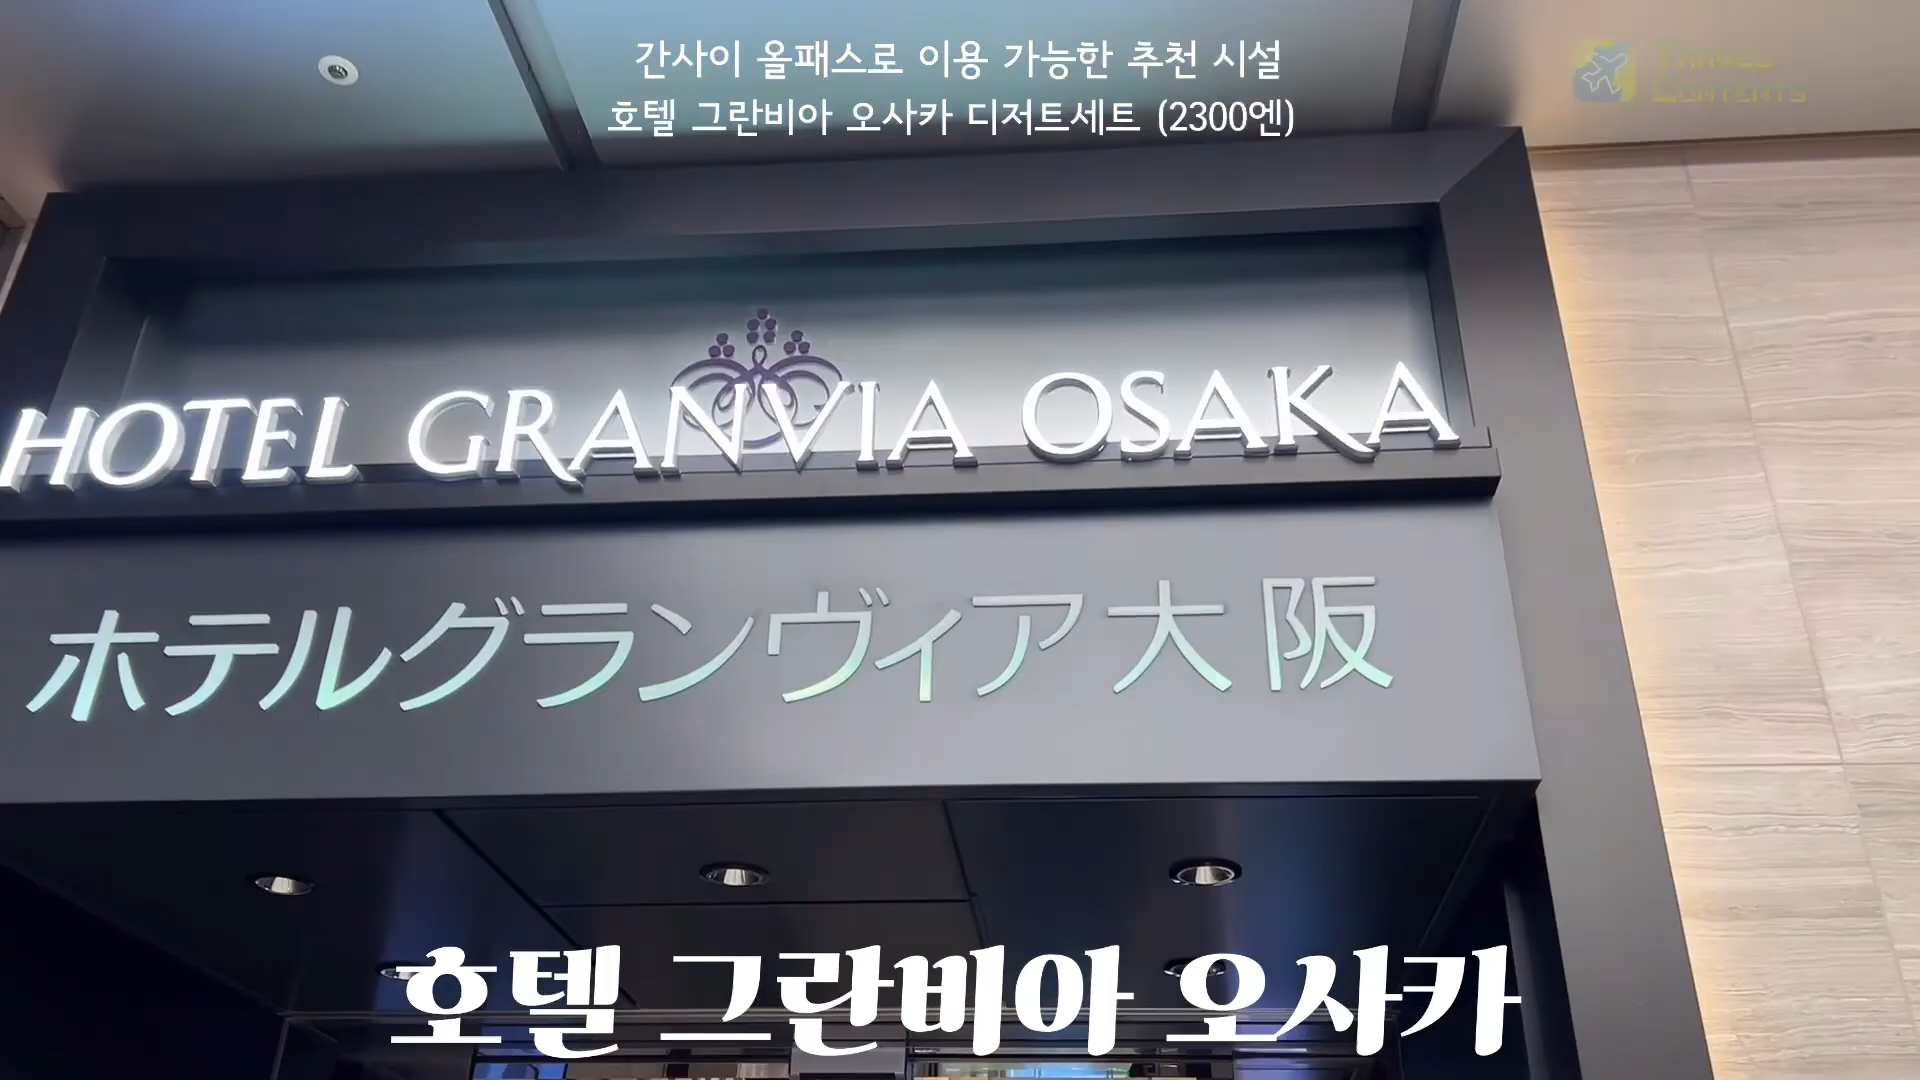 간사이 올패스로 이용 가능한 추천 시설
호텔 그란비아 오사카 디저트세트 (2300엔)
TRAVEL
CONTENTS
HOTEL GRANVIA OSAKA
ホテルグランヴィア大阪
호텔 그란비아 오사카